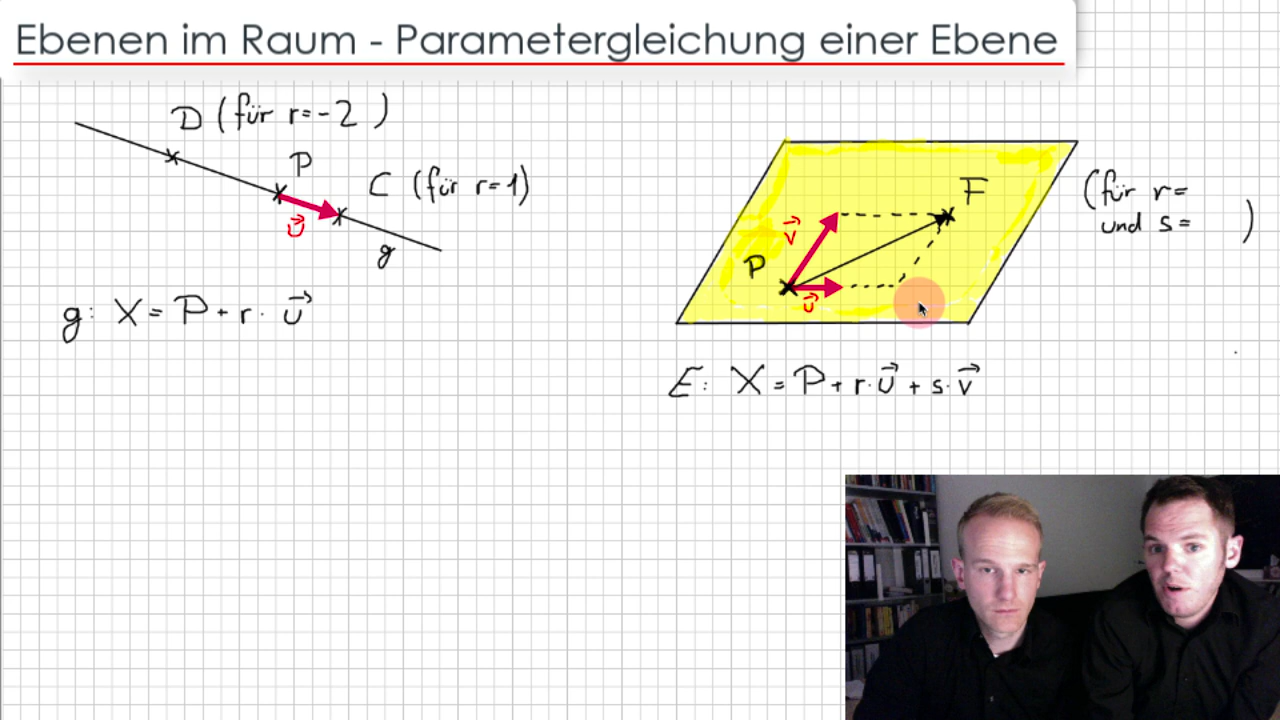 Ebenen im Raum - Parametergleichung einer Ebene
D (für r=-2 )
P
C (für r=1)
u⃗
g
g: X = P + r · u⃗
F
(für r=
und s= )
v⃗
P
u⃗
E: X = P + r · u⃗ + s · v⃗